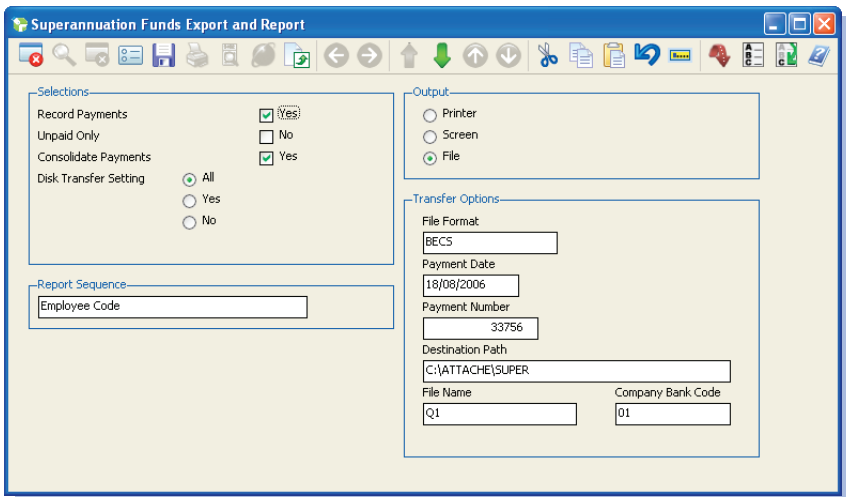 Superannuation Funds Export and Report
Selections
Record Payments Yes
Unpaid Only No
Consolidate Payments Yes
Disk Transfer Setting All
Yes
No
Report Sequence
Employee Code
Output
Printer
Screen
File
Transfer Options
File Format
BECS
Payment Date
18/08/2006
Payment Number
33756
Destination Path
C:\ATTACHE\SUPER
File Name Company Bank Code
Q1 01